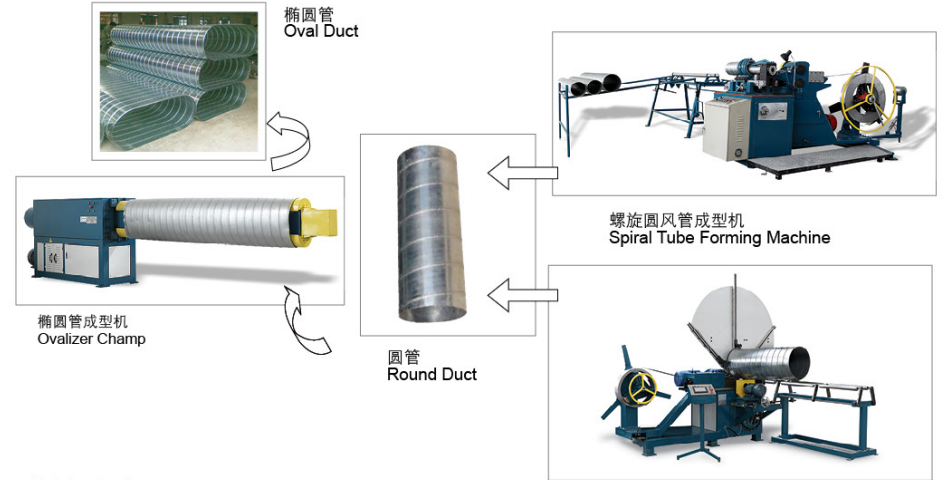 椭圆管
Oval Duct
螺旋圆风管成型机
Spiral Tube Forming Machine
椭圆管成型机
Ovalizer Champ
圆管
Round Duct